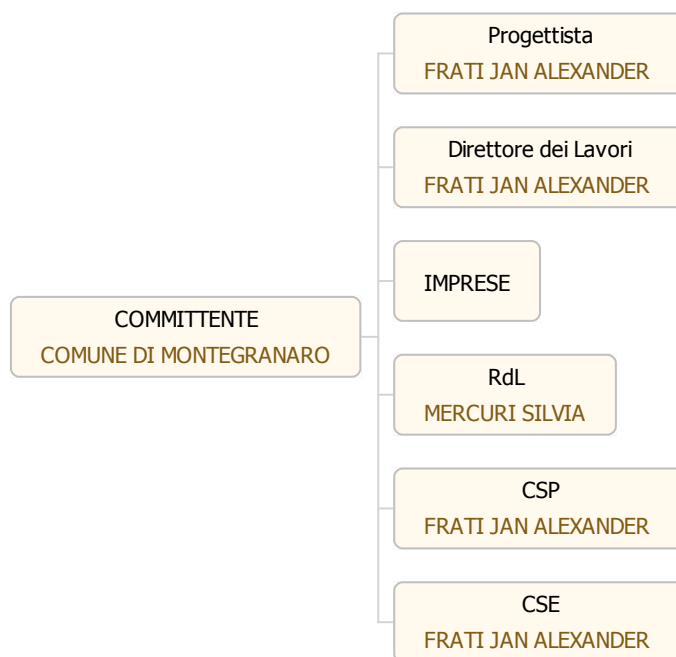 Progettista
FRATI JAN ALEXANDER
Direttore dei Lavori
FRATI JAN ALEXANDER
IMPRESE
COMMITTENTE
COMUNE DI MONTEGRANARO
RdL
MERCURI SILVIA
CSP
FRATI JAN ALEXANDER
CSE
FRATI JAN ALEXANDER